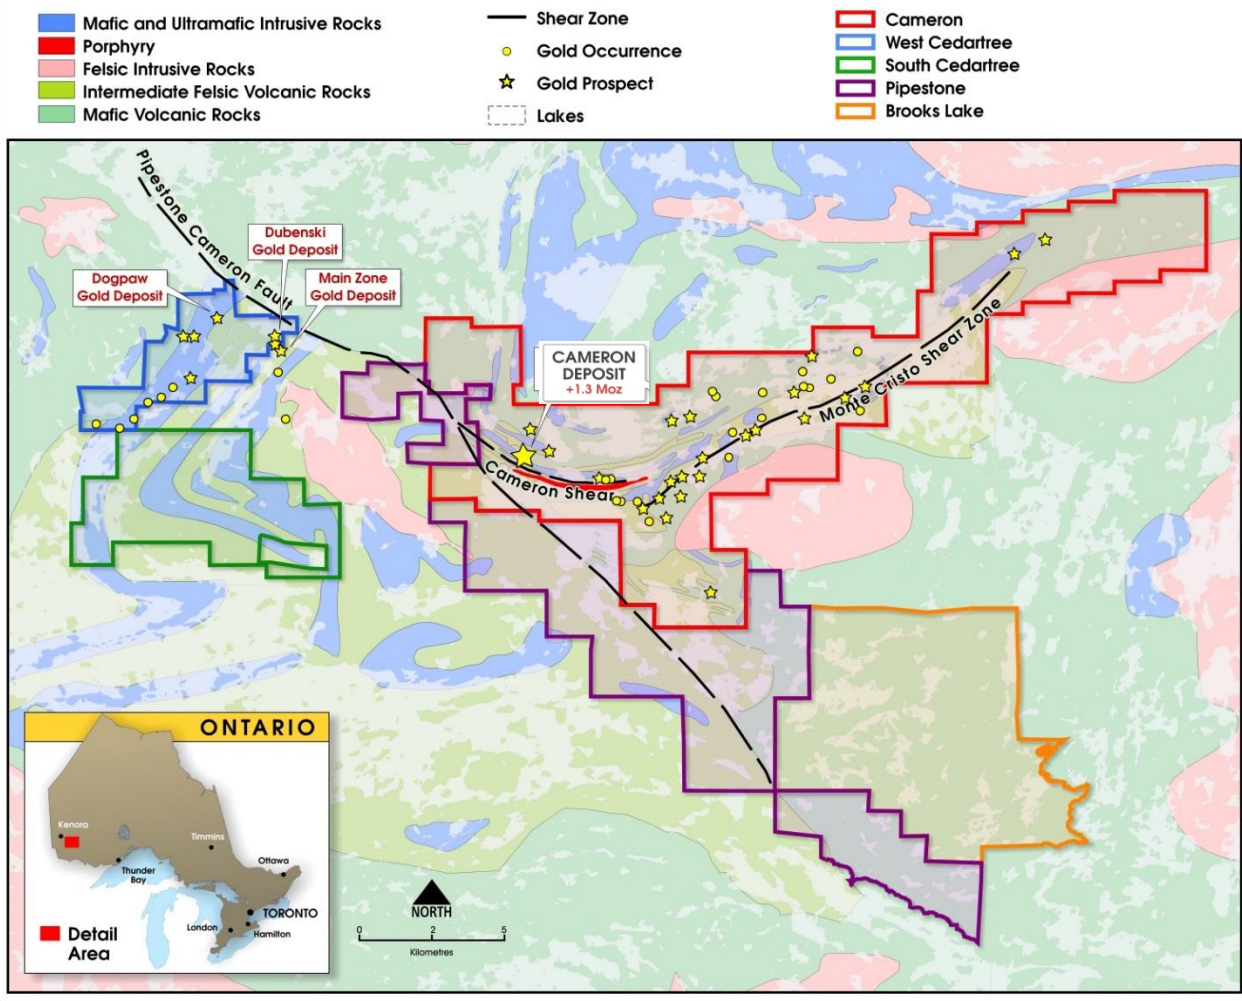 Mafic and Ultramafic Intrusive Rocks
Porphyry
Felsic Intrusive Rocks
Intermediate Felsic Volcanic Rocks
Mafic Volcanic Rocks
Shear Zone
Gold Occurrence
Gold Prospect
Lakes
Cameron
West Cedartree
South Cedartree
Pipestone
Brooks Lake
Pipestone Cameron Fault
Dubenski
Gold Deposit
Dogpaw
Gold Deposit
Main Zone
Gold Deposit
CAMERON
DEPOSIT
+1.3 Moz
Monte Cristo Shear Zone
Cameron Shear
ONTARIO
Kenora
Timmins
Thunder
Bay
Ottawa
TORONTO
London
Hamilton
Detail
Area
NORTH
0 2 5
Kilometres